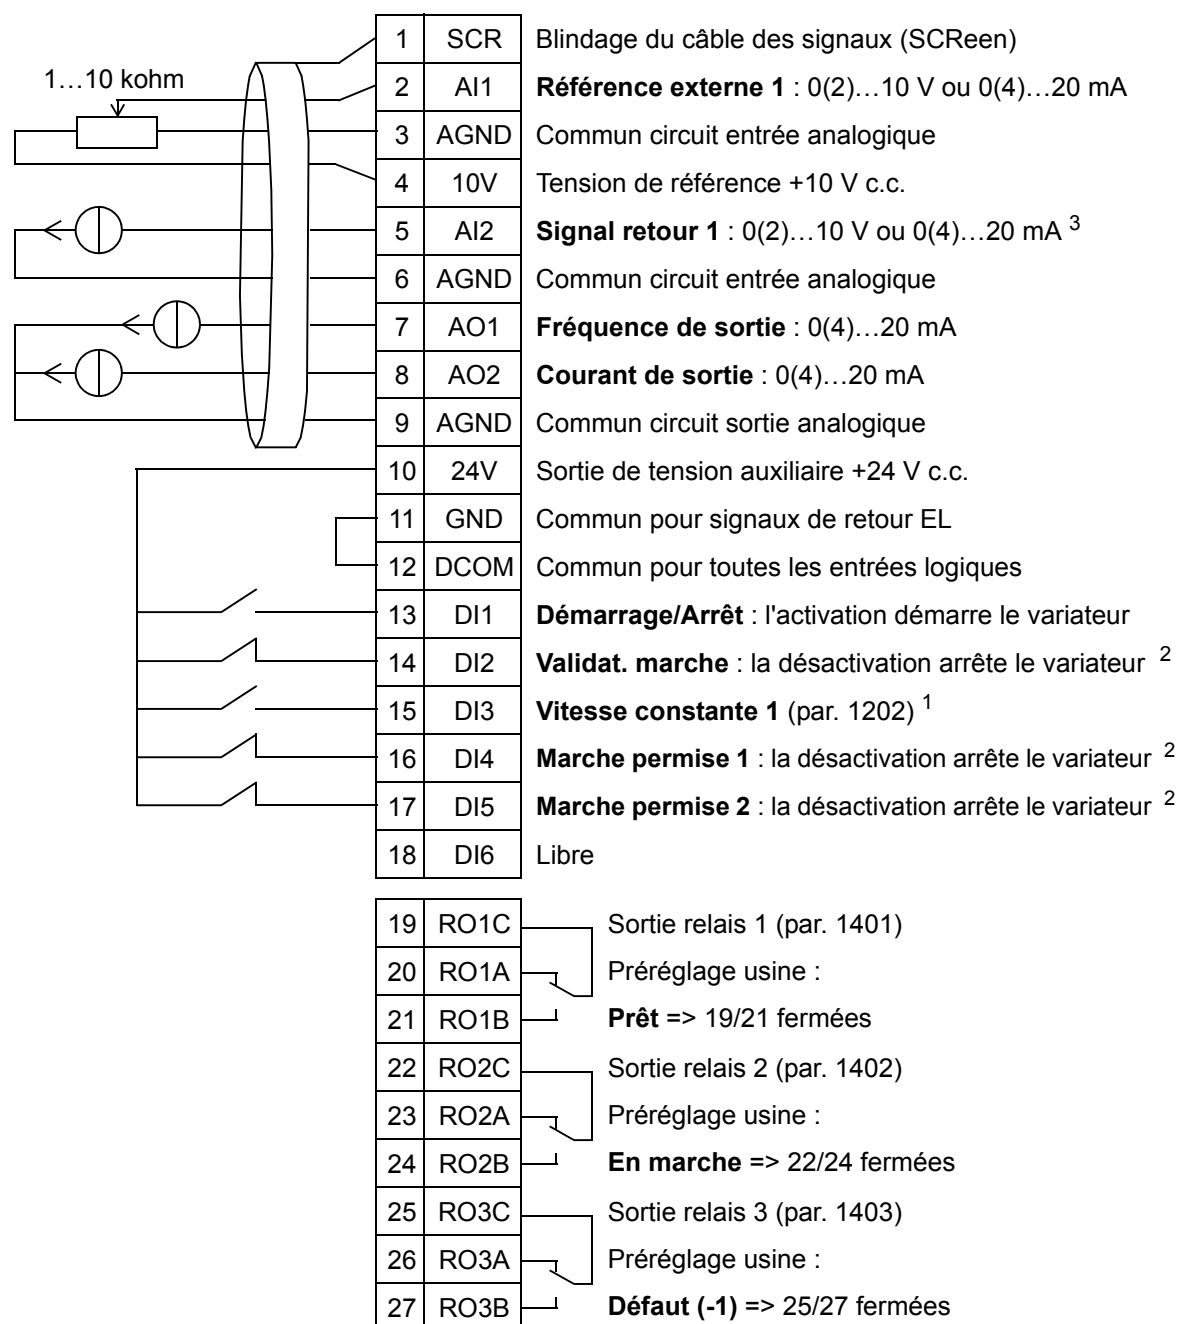 1 SCR Blindage du câble des signaux (SCReen)
1…10 kohm
2 AI1 Référence externe 1 : 0(2)…10 V ou 0(4)…20 mA
3 AGND Commun circuit entrée analogique
4 10V Tension de référence +10 V c.c.
5 AI2 Signal retour 1 : 0(2)…10 V ou 0(4)…20 mA 3
6 AGND Commun circuit entrée analogique
7 AO1 Fréquence de sortie : 0(4)…20 mA
8 AO2 Courant de sortie : 0(4)…20 mA
9 AGND Commun circuit sortie analogique
10 24V Sortie de tension auxiliaire +24 V c.c.
11 GND Commun pour signaux de retour EL
12 DCOM Commun pour toutes les entrées logiques
13 DI1 Démarrage/Arrêt : l'activation démarre le variateur
14 DI2 Validat. marche : la désactivation arrête le variateur 2
15 DI3 Vitesse constante 1 (par. 1202) 1
16 DI4 Marche permise 1 : la désactivation arrête le variateur 2
17 DI5 Marche permise 2 : la désactivation arrête le variateur 2
18 DI6 Libre
19 RO1C Sortie relais 1 (par. 1401)
20 RO1A Préréglage usine :
21 RO1B Prêt => 19/21 fermées
22 RO2C Sortie relais 2 (par. 1402)
23 RO2A Préréglage usine :
24 RO2B En marche => 22/24 fermées
25 RO3C Sortie relais 3 (par. 1403)
26 RO3A Préréglage usine :
27 RO3B Défaut (-1) => 25/27 fermées